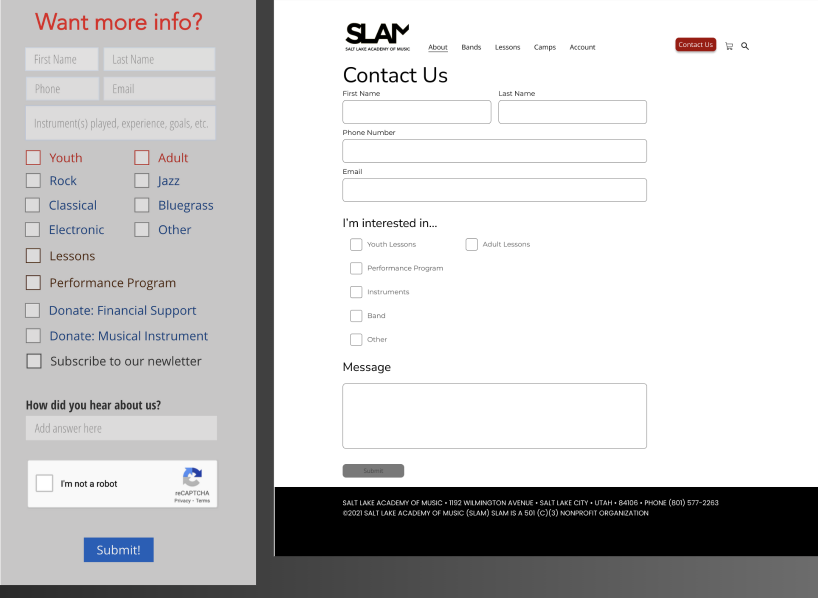 Want more info?
First Name
Last Name
Phone
Email
Instrument(s) played, experience, goals, etc.
Youth
Adult
Rock
Jazz
Classical
Bluegrass
Electronic
Other
Lessons
Performance Program
Donate: Financial Support
Donate: Musical Instrument
Subscribe to our newletter
How did you hear about us?
Add answer here
I'm not a robot
reCAPTCHA
Privacy - Terms
Submit!
SLAM
SALT LAKE ACADEMY OF MUSIC
About
Bands
Lessons
Camps
Account
Contact Us
Contact Us
First Name
Last Name
Phone Number
Email
I'm interested in...
Youth Lessons
Adult Lessons
Performance Program
Instruments
Band
Other
Message
Submit
SALT LAKE ACADEMY OF MUSIC • 1192 WILMINGTON AVENUE • SALT LAKE CITY • UTAH • 84106 • PHONE (801) 577-2263
©2021 SALT LAKE ACADEMY OF MUSIC (SLAM) SLAM IS A 501 (C)(3) NONPROFIT ORGANIZATION